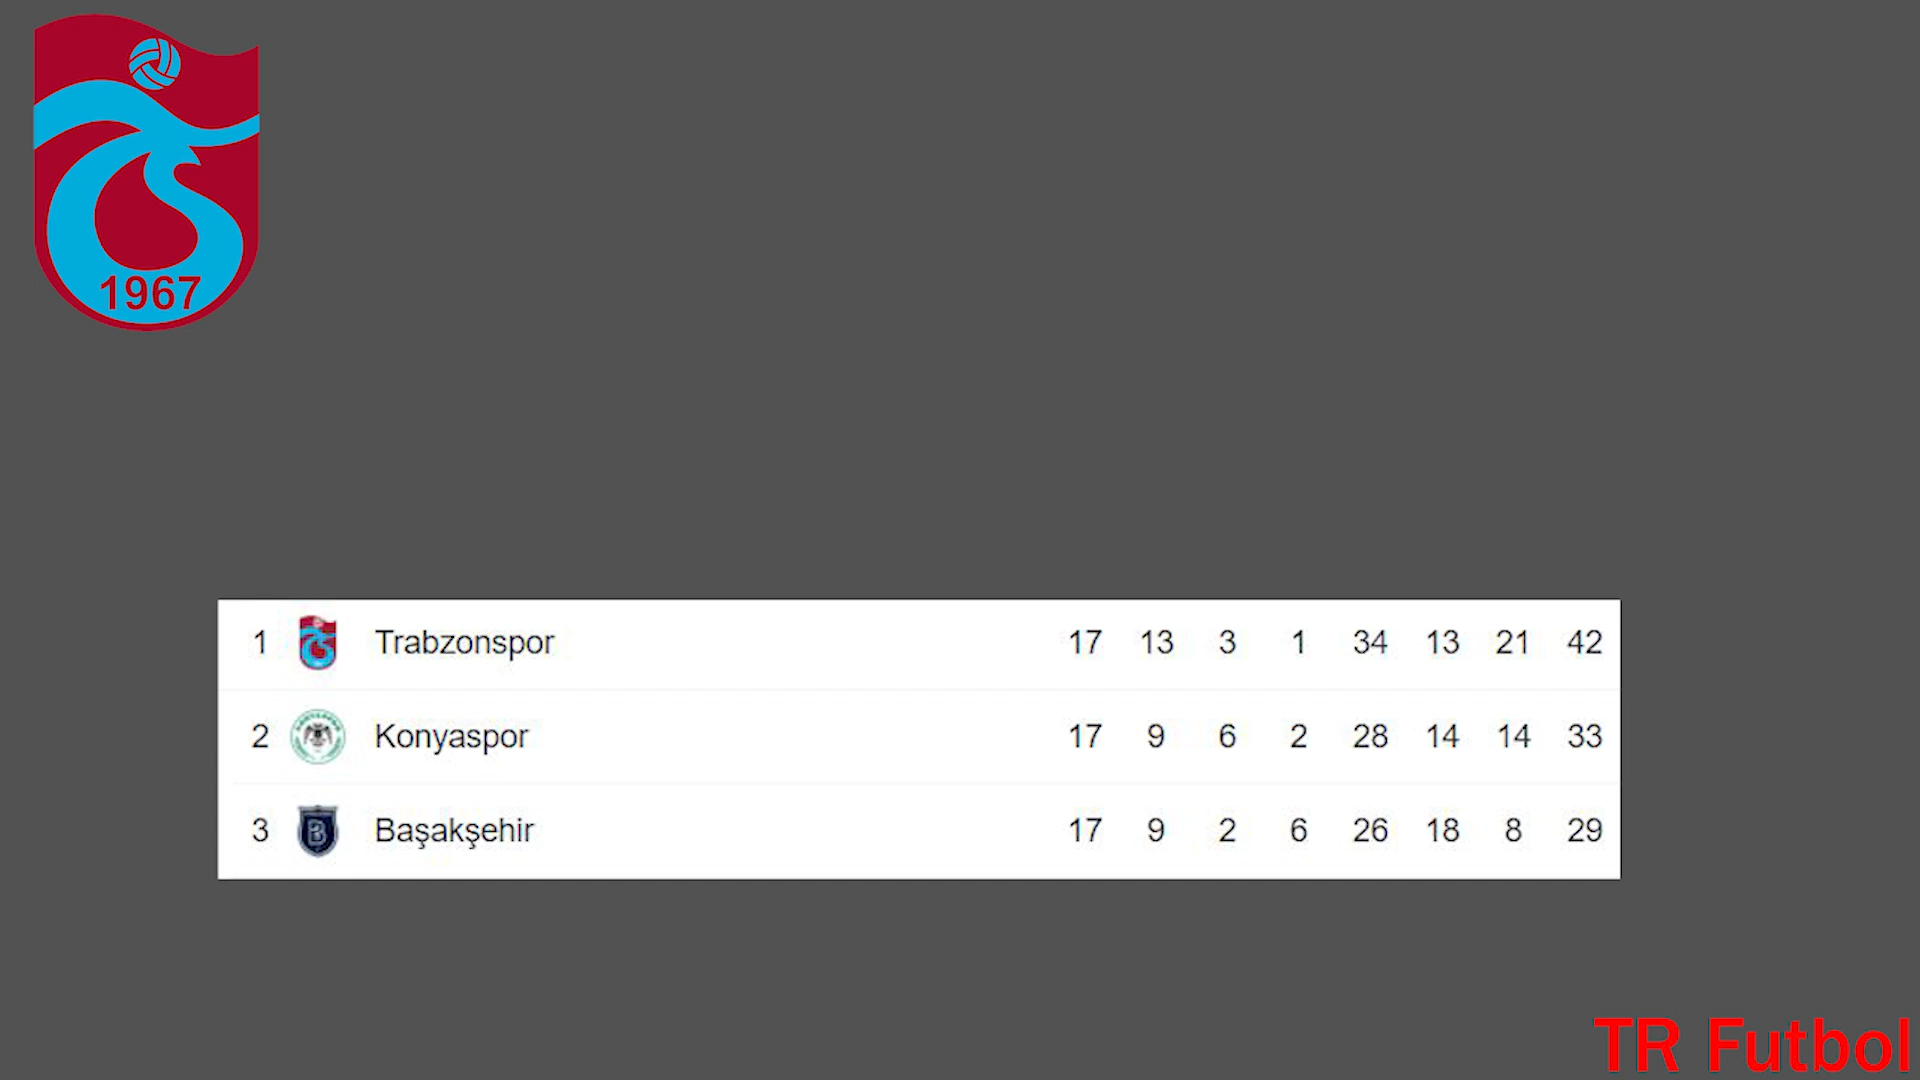 1967
1 Trabzonspor 17 13 3 1 34 13 21 42
2 Konyaspor 17 9 6 2 28 14 14 33
3 Başakşehir 17 9 2 6 26 18 8 29
TR Futbol